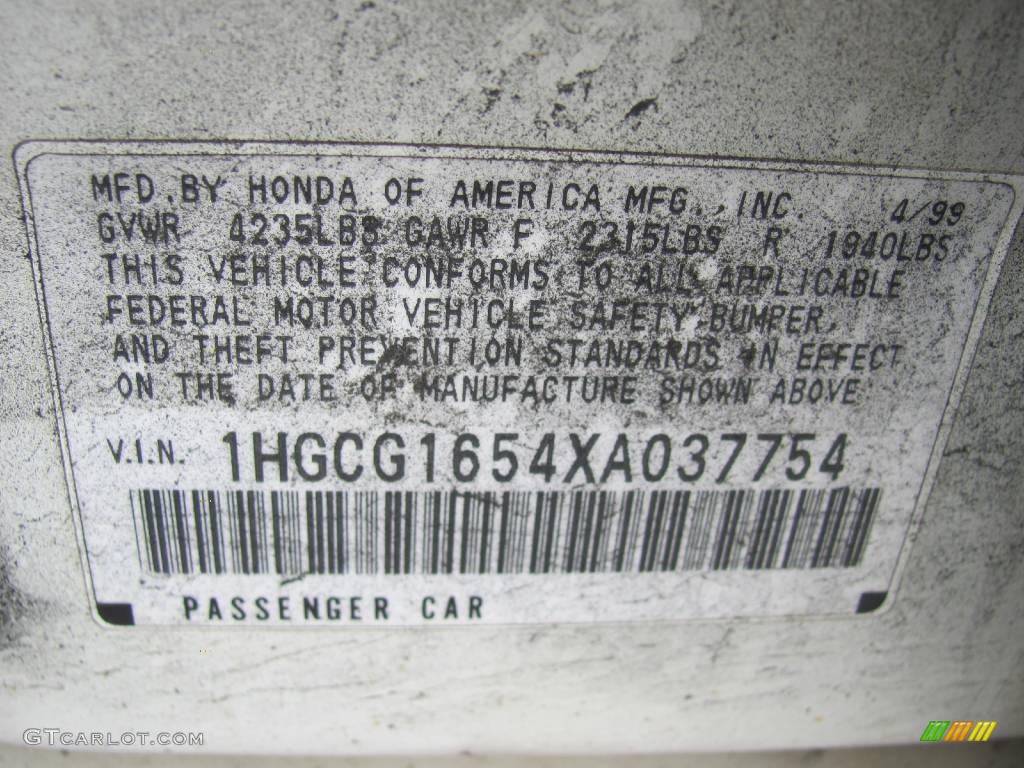 MFD. BY HONDA OF AMERICA MFG., INC. 4/99
GVWR 4235LBS GAWR F 2315LBS R 1940LBS
THIS VEHICLE CONFORMS TO ALL APPLICABLE
FEDERAL MOTOR VEHICLE SAFETY BUMPER,
AND THEFT PREVENTION STANDARDS IN EFFECT
ON THE DATE OF MANUFACTURE SHOWN ABOVE
V.I.N. 1HGCG1654XA037754
PASSENGER CAR
GTCARLOT.COM